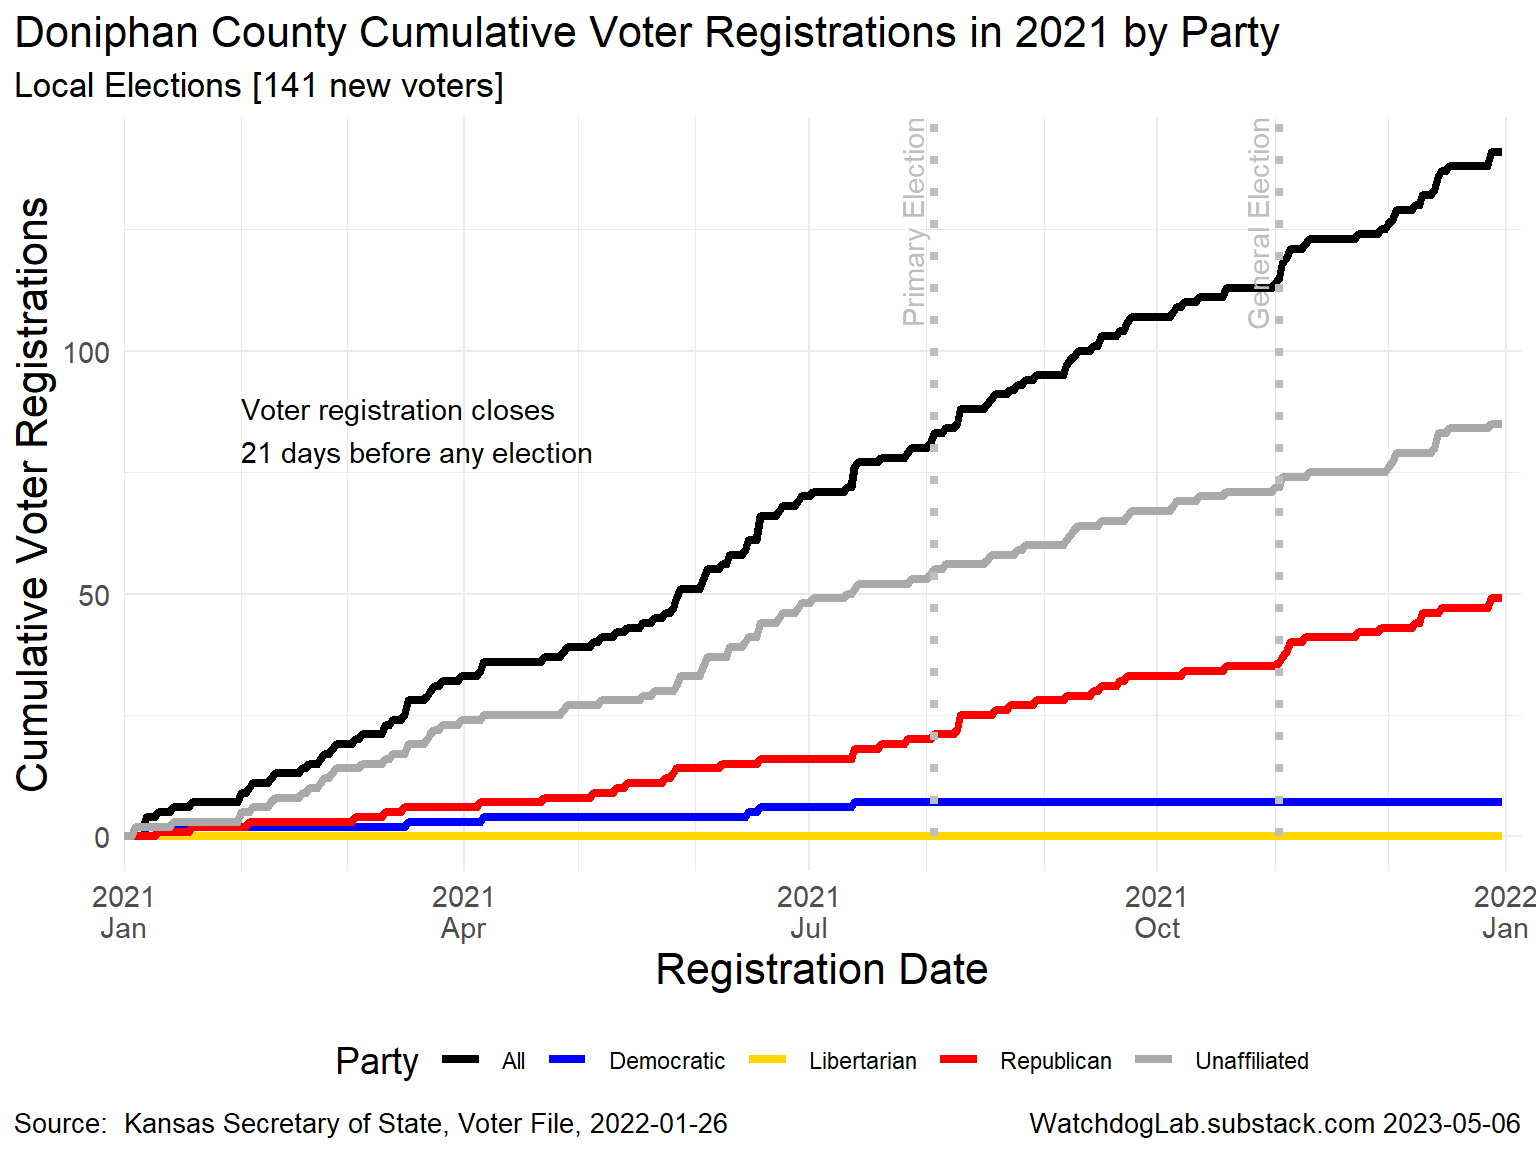 Doniphan County Cumulative Voter Registrations in 2021 by Party
Local Elections [141 new voters]
Cumulative Voter Registrations
100
50
0
Voter registration closes
21 days before any election
Primary Election
General Election
2021
Jan
2021
Apr
2021
Jul
2021
Oct
2022
Jan
Registration Date
Party
All
Democratic
Libertarian
Republican
Unaffiliated
Source:  Kansas Secretary of State, Voter File, 2022-01-26
WatchdogLab.substack.com 2023-05-06